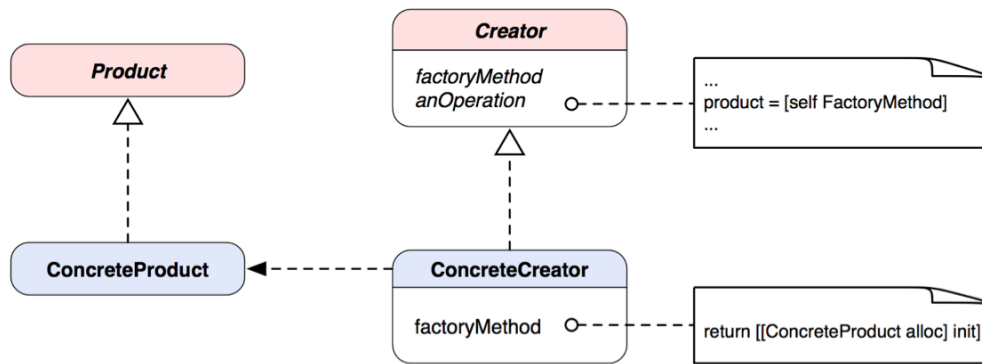 Creator
Product
factoryMethod
anOperation
...
product = [self FactoryMethod]
...
ConcreteProduct
ConcreteCreator
factoryMethod
return [[ConcreteProduct alloc] init]